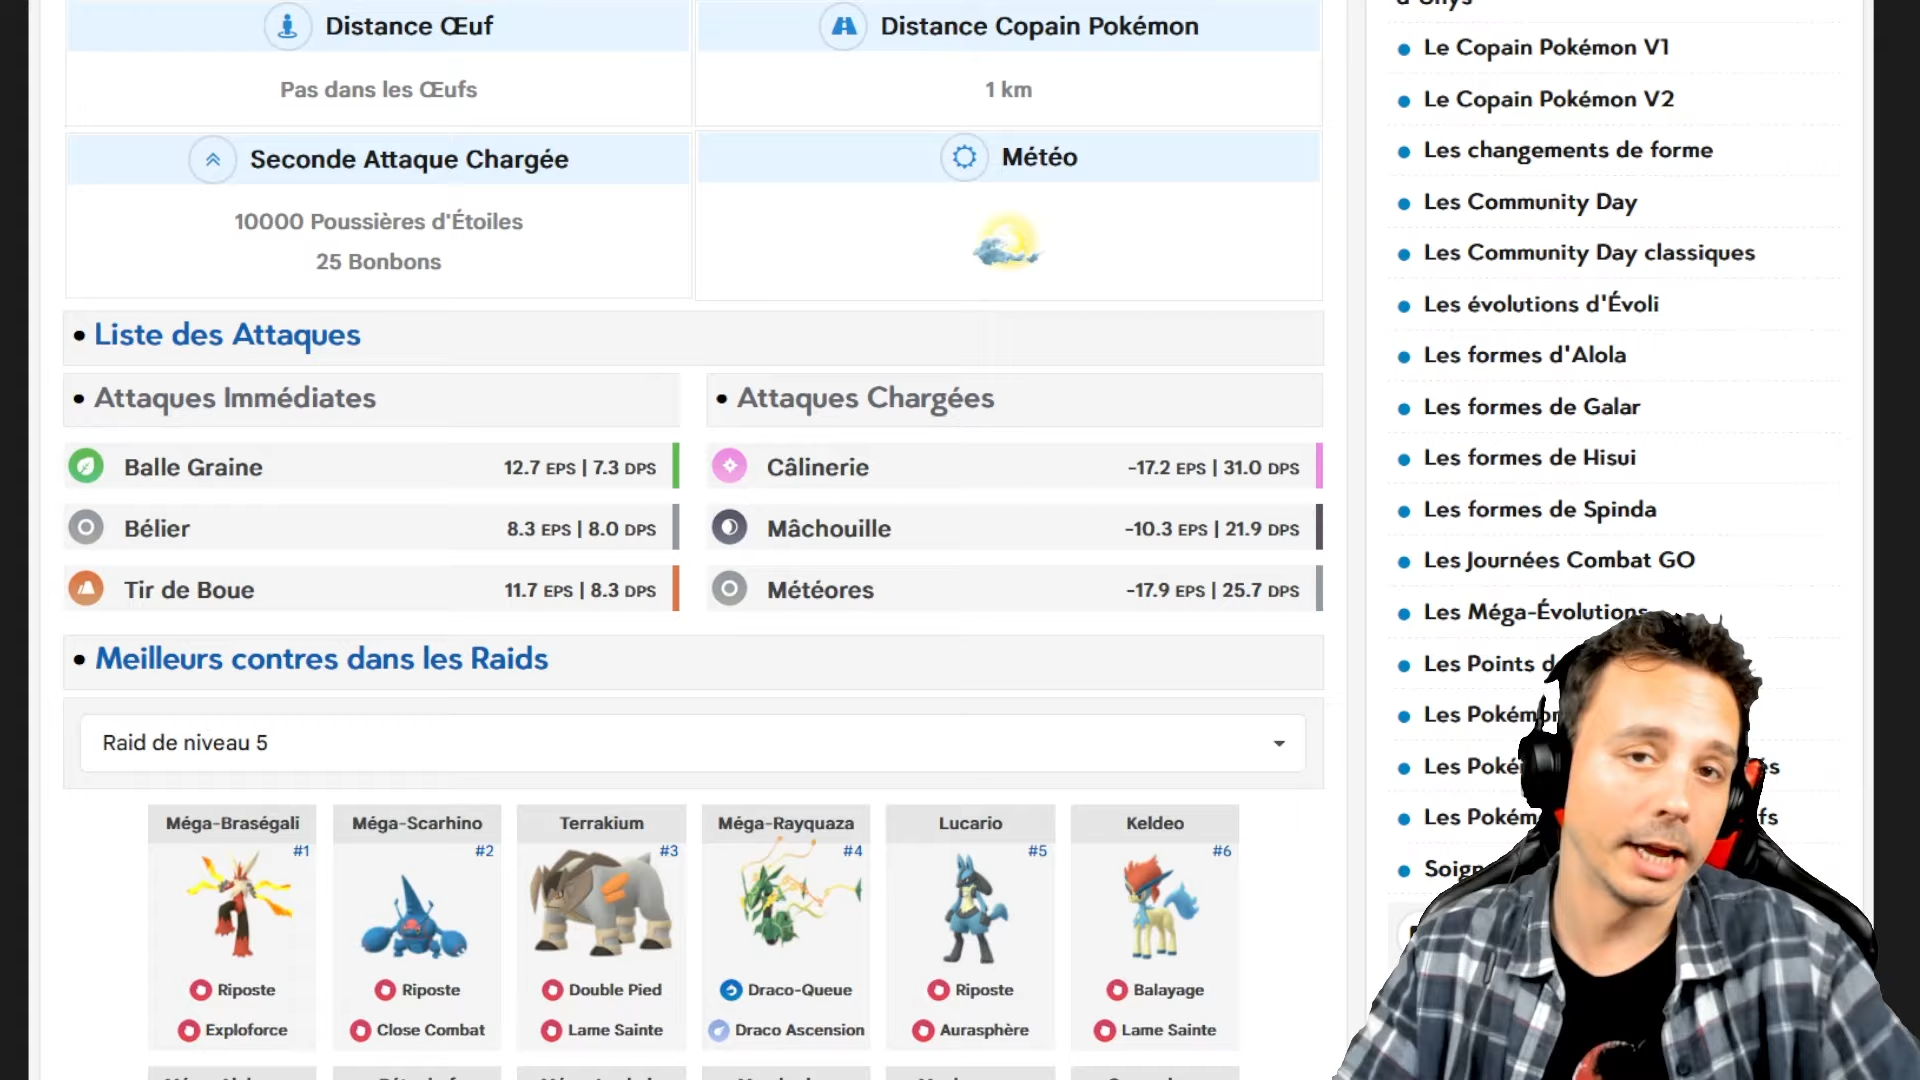 Distance Œuf
Distance Copain Pokémon
Pas dans les Œufs
1 km
Seconde Attaque Chargée
Météo
10000 Poussières d'Étoiles
25 Bonbons
• Liste des Attaques
• Attaques Immédiates
• Attaques Chargées
Balle Graine 12.7 EPS | 7.3 DPS
Câlinerie -17.2 EPS | 31.0 DPS
Bélier 8.3 EPS | 8.0 DPS
Mâchouille -10.3 EPS | 21.9 DPS
Tir de Boue 11.7 EPS | 8.3 DPS
Météores -17.9 EPS | 25.7 DPS
• Meilleurs contres dans les Raids
Raid de niveau 5
Méga-Braségali
#1
Riposte
Exploforce
Méga-Scarhino
#2
Riposte
Close Combat
Terrakium
#3
Double Pied
Lame Sainte
Méga-Rayquaza
#4
Draco-Queue
Draco Ascension
Lucario
#5
Riposte
Aurasphère
Keldeo
#6
Balayage
Lame Sainte
Le Copain Pokémon V1
Le Copain Pokémon V2
Les changements de forme
Les Community Day
Les Community Day classiques
Les évolutions d'Évoli
Les formes d'Alola
Les formes de Galar
Les formes de Hisui
Les formes de Spinda
Les Journées Combat GO
Les Méga-Évolutions
Les Points
Les
Les
Les